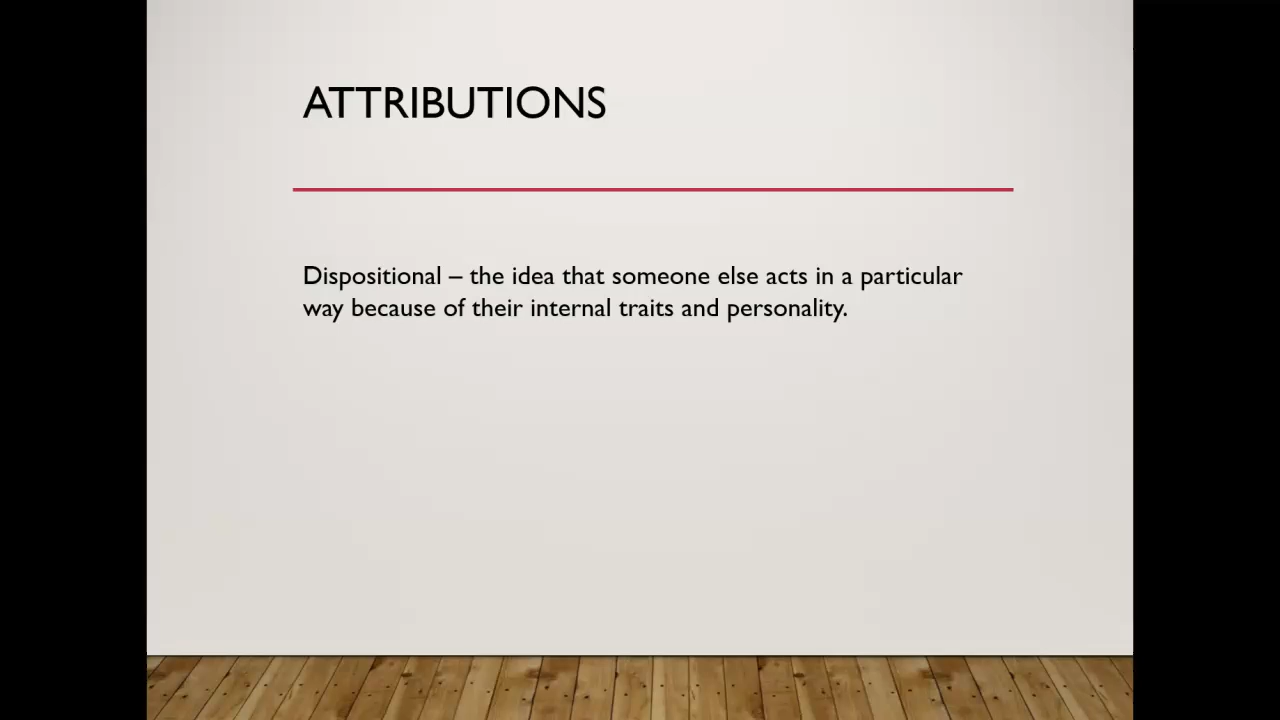 ATTRIBUTIONS
Dispositional – the idea that someone else acts in a particular
way because of their internal traits and personality.